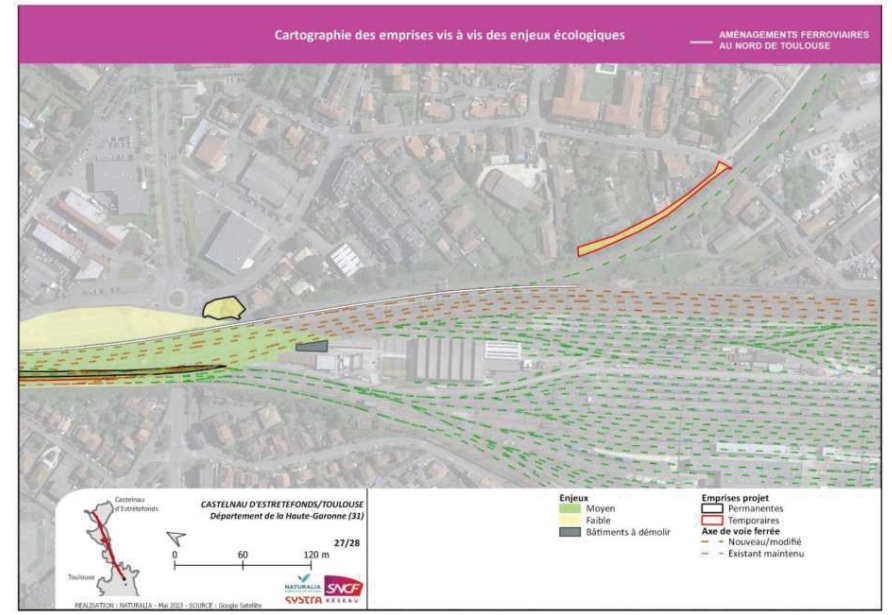 Cartographie des emprises vis à vis des enjeux écologiques
AMÉNAGEMENTS FERROVIAIRES
AU NORD DE TOULOUSE
Castelnau
d'Estrétefonds
Toulouse
CASTELNAU D'ESTRETEFONDS/TOULOUSE
Département de la Haute-Garonne (31)
27/28
0 60 120 m
NATURALIA
SNCF
SYSTRA RÉSEAU
RÉALISATION : NATURALIA - Mai 2023 - SOURCE : Google Satellite
Enjeux
Moyen
Faible
Bâtiments à démolir
Emprises projet
Permanentes
Temporaires
Axe de voie ferrée
Nouveau/modifié
Existant maintenu